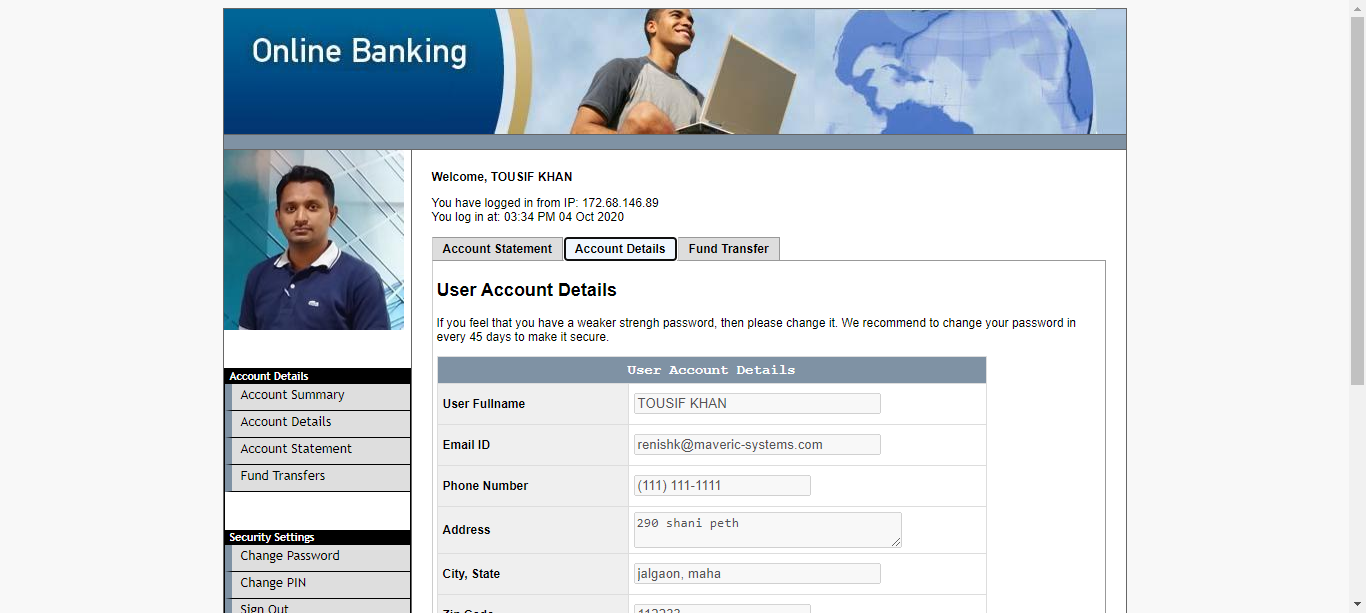 Online Banking
Welcome, TOUSIF KHAN
You have logged in from IP: 172.68.146.89
You log in at: 03:34 PM 04 Oct 2020
Account Statement Account Details Fund Transfer
User Account Details
If you feel that you have a weaker strengh password, then please change it. We recommend to change your password in
every 45 days to make it secure.
User Account Details
User Fullname TOUSIF KHAN
Email ID renishk@maveric-systems.com
Phone Number (111) 111-1111
Address 290 shani peth
City, State jalgaon, maha
Zip Code 112233
Account Details
Account Summary
Account Details
Account Statement
Fund Transfers
Security Settings
Change Password
Change PIN
Sign Out